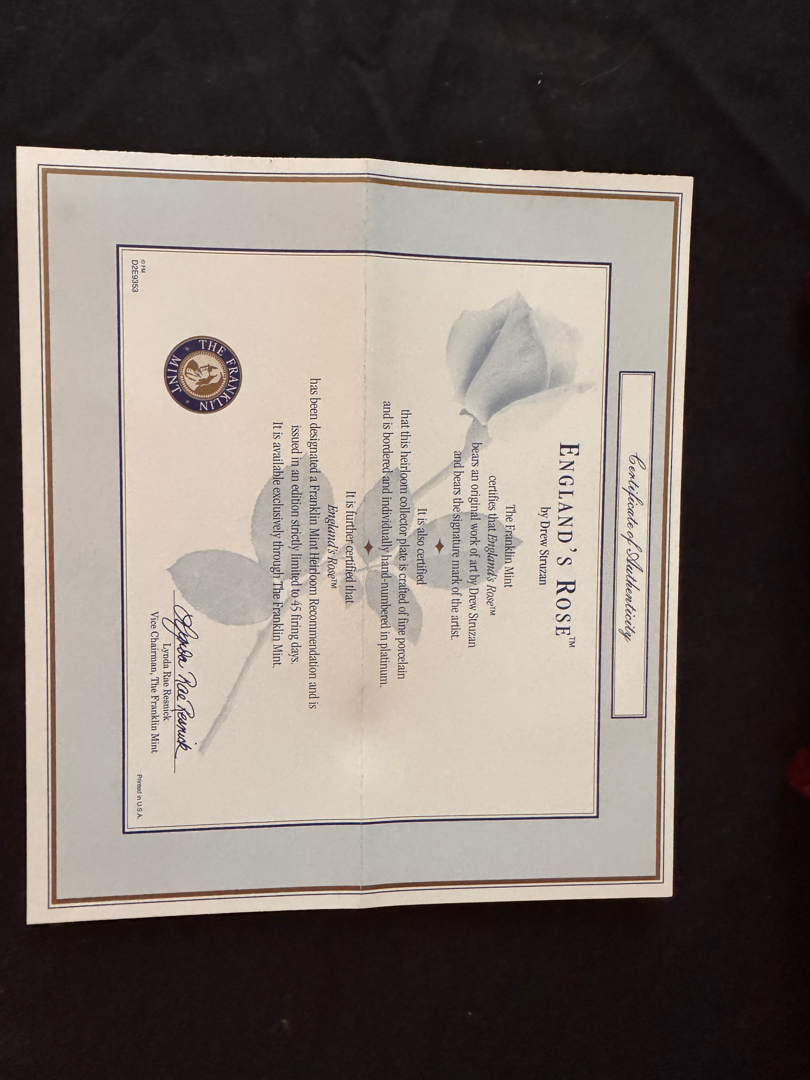 Certificate of Authenticity
ENGLAND'S ROSE™
by Drew Struzan
The Franklin Mint
certifies that England's Rose™
bears an original work of art by Drew Struzan
and bears the signature mark of the artist.
It is also certified
that this heirloom collector plate is crafted of fine porcelain
and is bordered and individually hand-numbered in platinum.
It is further certified that
England's Rose™
has been designated a Franklin Mint Heirloom Recommendation and is
issued in an edition strictly limited to 45 firing days.
It is available exclusively through The Franklin Mint.
THE FRANKLIN MINT
Lynda Rae Resnick
Lynda Rae Resnick
Vice Chairman, The Franklin Mint
© FM
D2E9353
Printed in U.S.A.